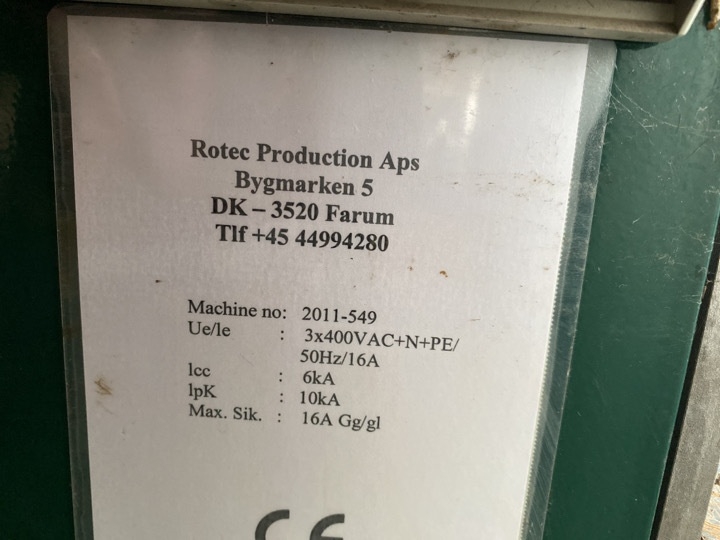 Rotec Production Aps
Bygmarken 5
DK – 3520 Farum
Tlf +45 44994280
Machine no: 2011-549
Ue/le : 3x400VAC+N+PE/
50Hz/16A
lcc : 6kA
lpK : 10kA
Max. Sik. : 16A Gg/gl
CE